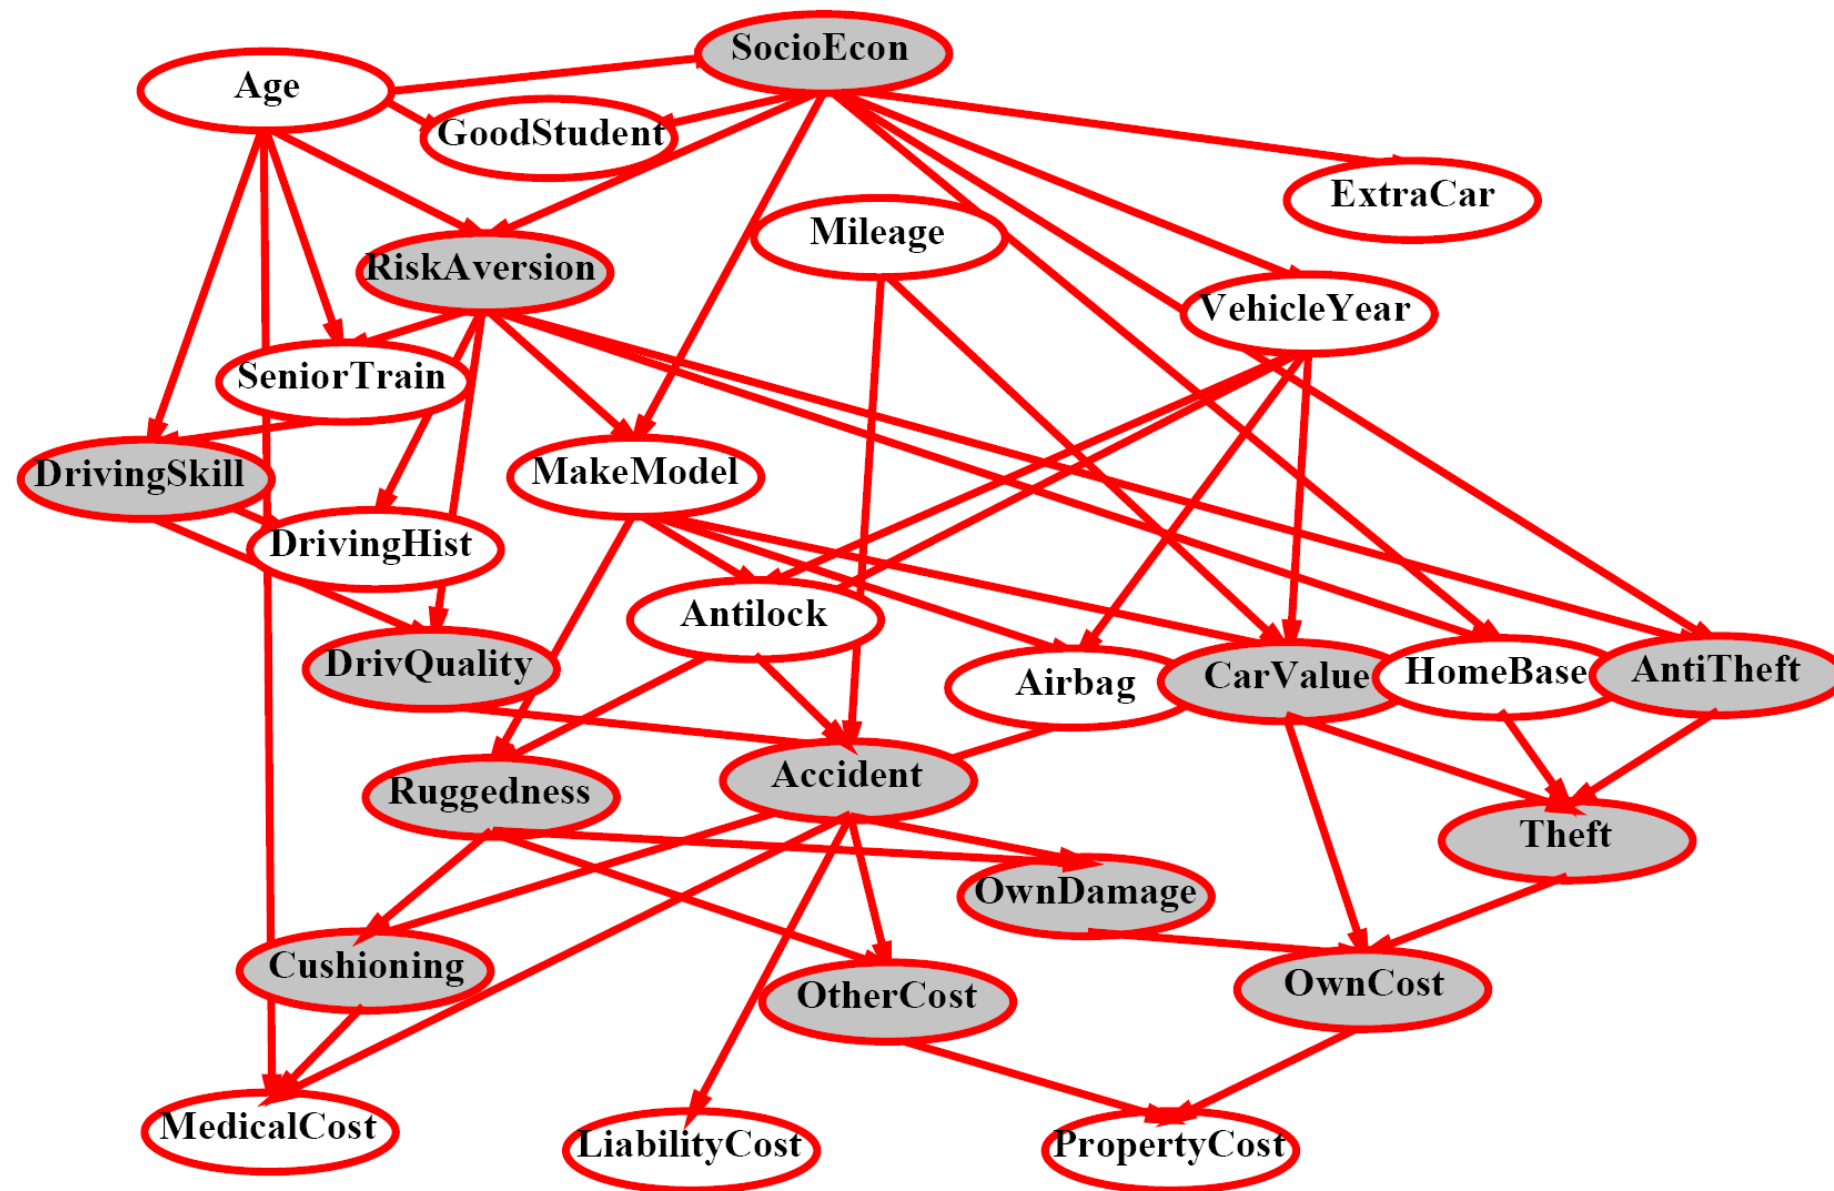 SocioEcon
Age
GoodStudent
ExtraCar
Mileage
RiskAversion
VehicleYear
SeniorTrain
DrivingSkill
MakeModel
DrivingHist
Antilock
DrivQuality
Airbag
CarValue
HomeBase
AntiTheft
Ruggedness
Accident
Theft
OwnDamage
Cushioning
OtherCost
OwnCost
MedicalCost
LiabilityCost
PropertyCost